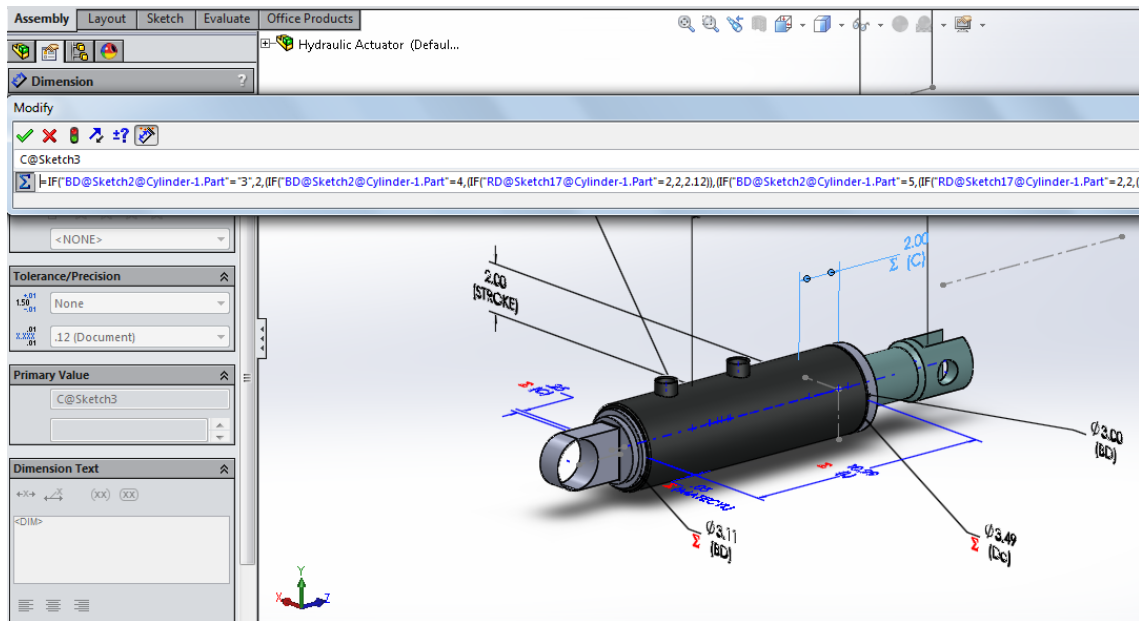 Assembly Layout Sketch Evaluate Office Products
Hydraulic Actuator (Defaul...
Dimension ?
Modify
±?
C@Sketch3
Σ =IF("BD@Sketch2@Cylinder-1.Part"="3",2,(IF("BD@Sketch2@Cylinder-1.Part"=4,(IF("RD@Sketch17@Cylinder-1.Part"=2,2,2.12)),(IF("BD@Sketch2@Cylinder-1.Part"=5,(IF("RD@Sketch17@Cylinder-1.Part"=2,2,(
<NONE>
Tolerance/Precision
None
.12 (Document)
Primary Value
C@Sketch3
Dimension Text
(xx) (xx)
<DIM>
2.00
Σ (C)
2.00
(STROKE)
Ø3.00
(BD)
Ø3.11
Σ (BD)
Ø3.49
Σ (Dc)
Y
X
Z